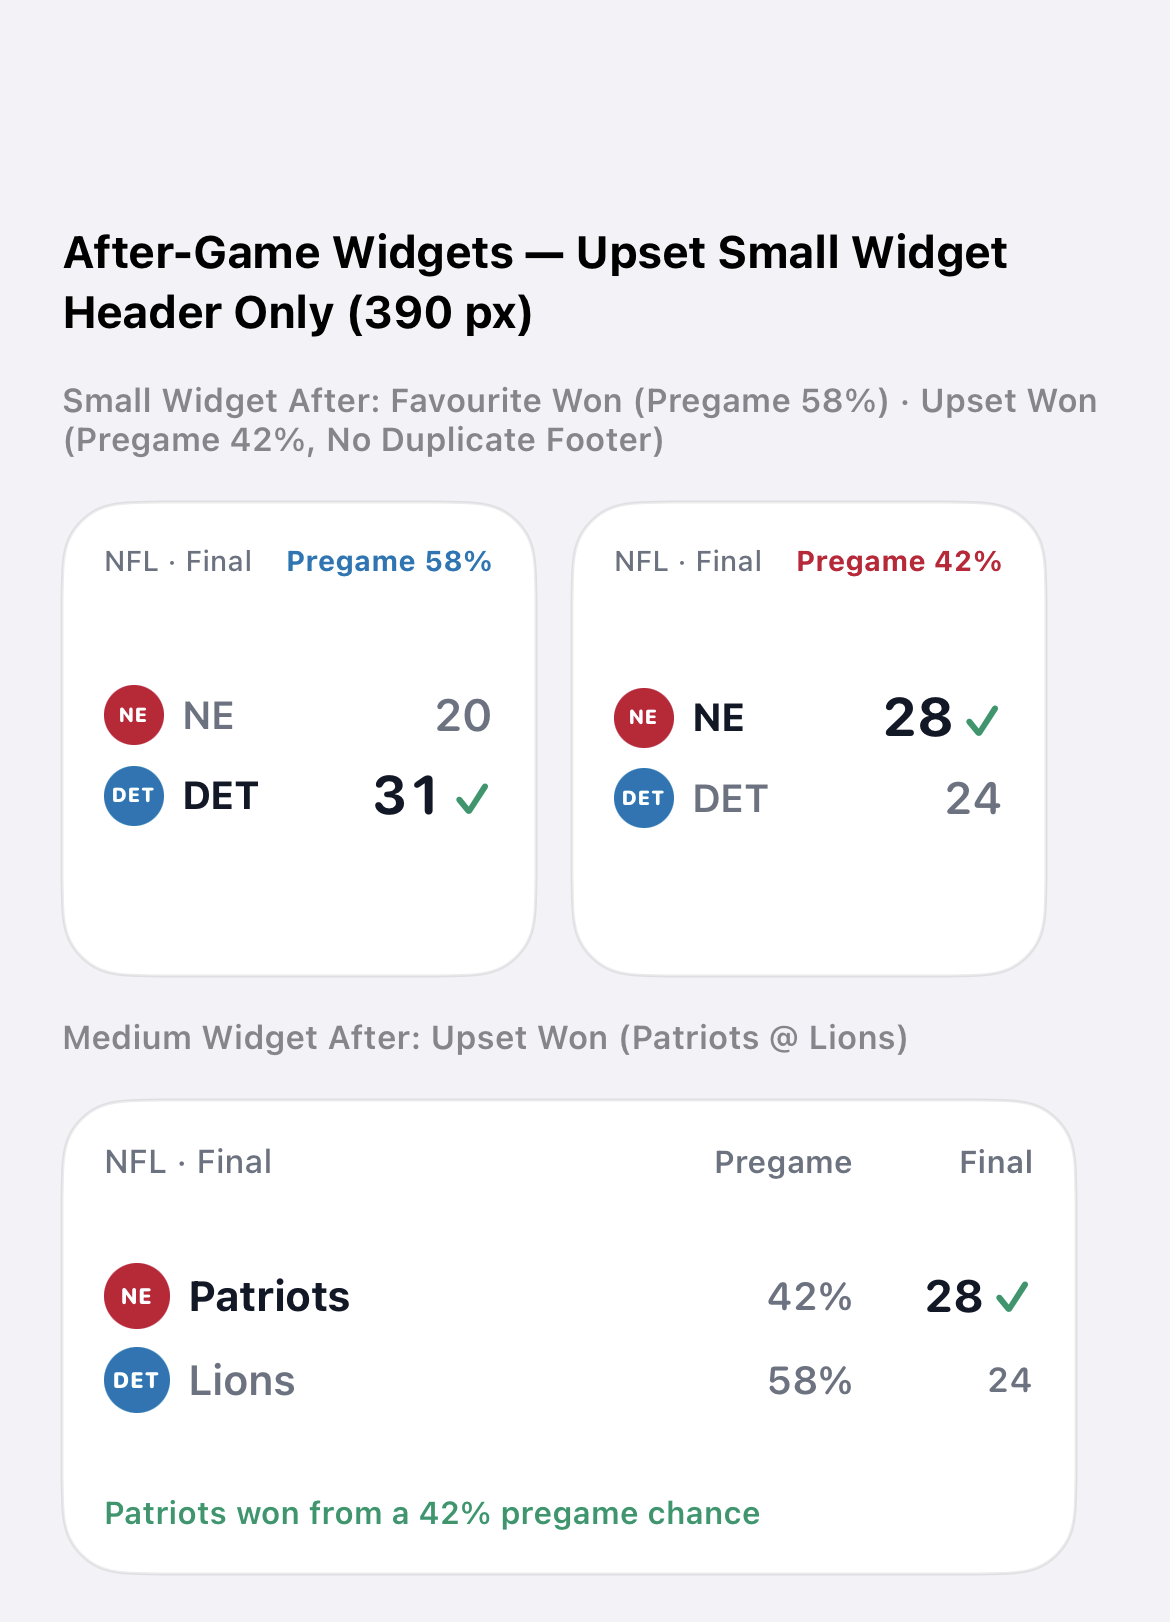 After-Game Widgets — Upset Small Widget
Header Only (390 px)
Small Widget After: Favourite Won (Pregame 58%) · Upset Won
(Pregame 42%, No Duplicate Footer)
NFL · Final Pregame 58%
NE NE 20
DET DET 31 ✓
NFL · Final Pregame 42%
NE NE 28 ✓
DET DET 24
Medium Widget After: Upset Won (Patriots @ Lions)
NFL · Final Pregame Final
NE Patriots 42% 28 ✓
DET Lions 58% 24
Patriots won from a 42% pregame chance